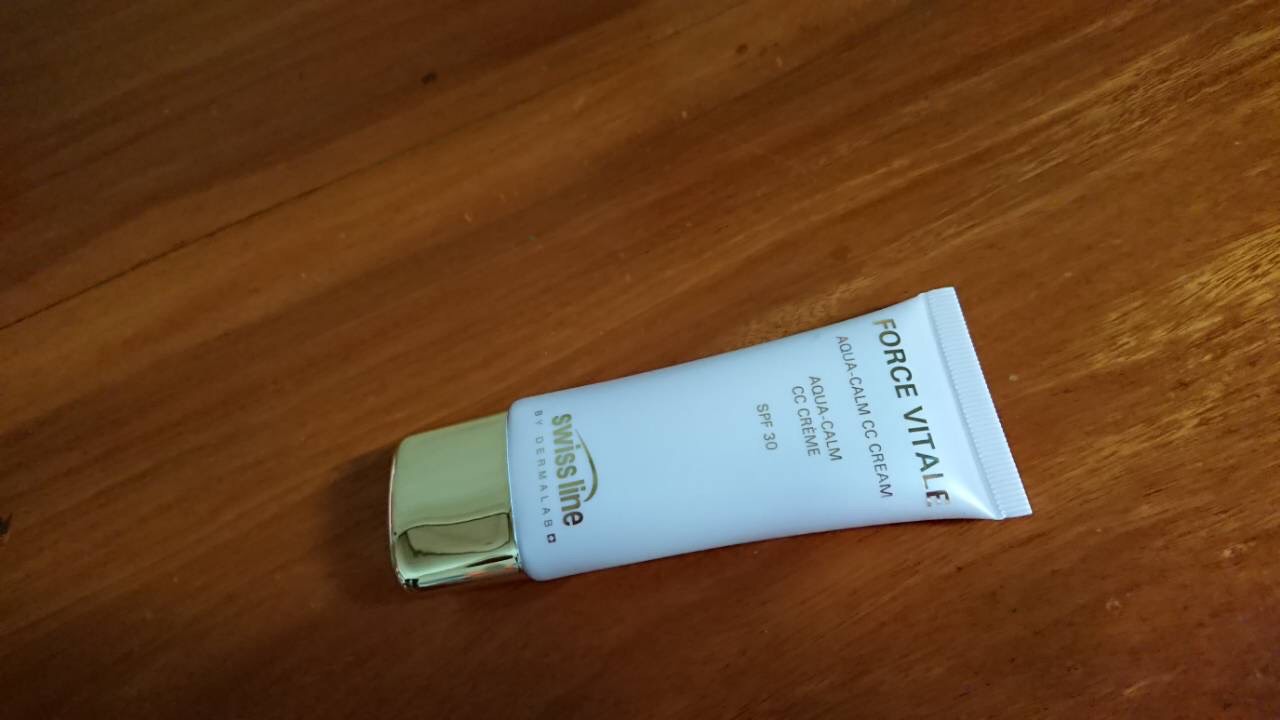 FORCE VITALE
AQUA-CALM CC CREAM
AQUA-CALM
CC CRÈME
SPF 30
swiss line
BY DERMALAB